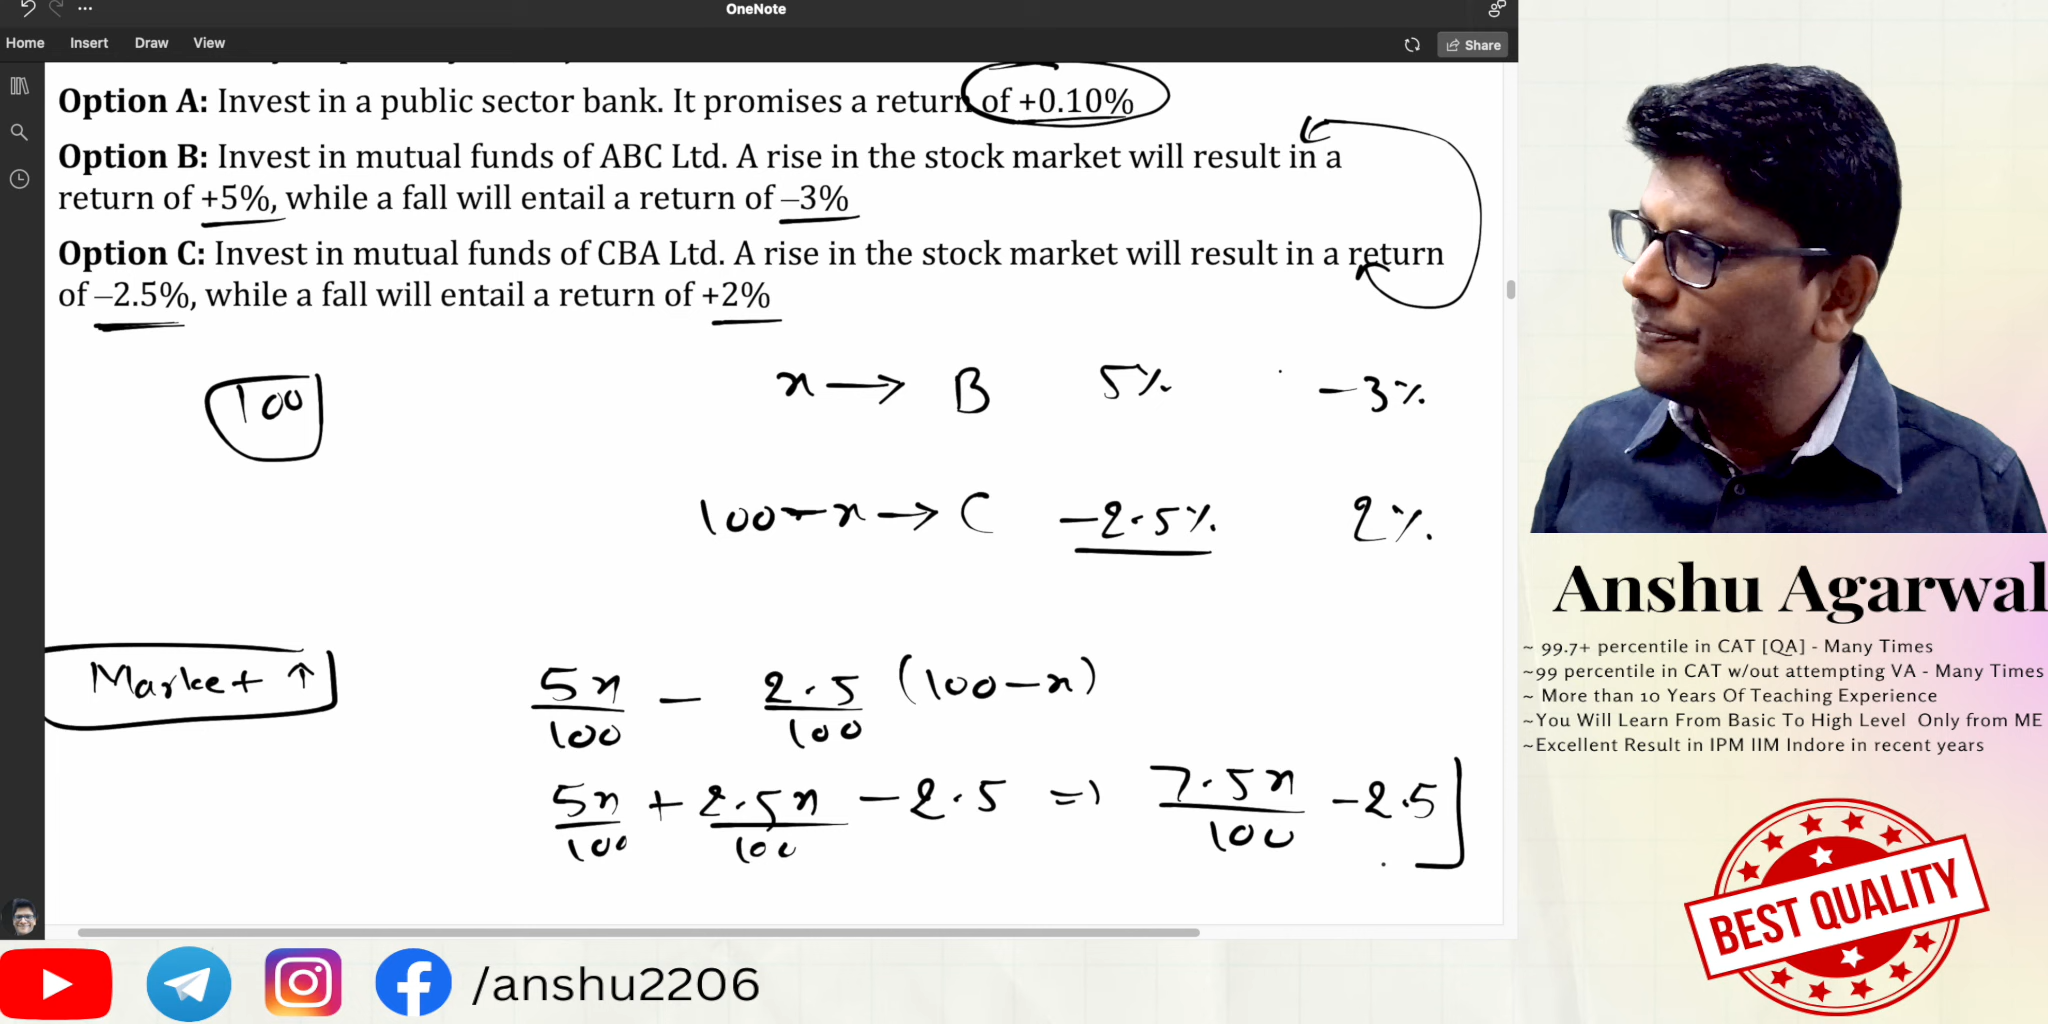 OneNote
Home Insert Draw View Share
Option A: Invest in a public sector bank. It promises a return of +0.10%
Option B: Invest in mutual funds of ABC Ltd. A rise in the stock market will result in a
return of +5%, while a fall will entail a return of –3%
Option C: Invest in mutual funds of CBA Ltd. A rise in the stock market will result in a return
of –2.5%, while a fall will entail a return of +2%
100
x → B 5% -3%
100-x → C -2.5% 2%
Market ↑
5x/100 - 2.5/100 (100-x)
5x/100 + 2.5x/100 - 2.5 => 7.5x/100 - 2.5
Anshu Agarwal
~ 99.7+ percentile in CAT [QA] - Many Times
~99 percentile in CAT w/out attempting VA - Many Times
~ More than 10 Years Of Teaching Experience
~You Will Learn From Basic To High Level Only from ME
~Excellent Result in IPM IIM Indore in recent years
BEST QUALITY
/anshu2206